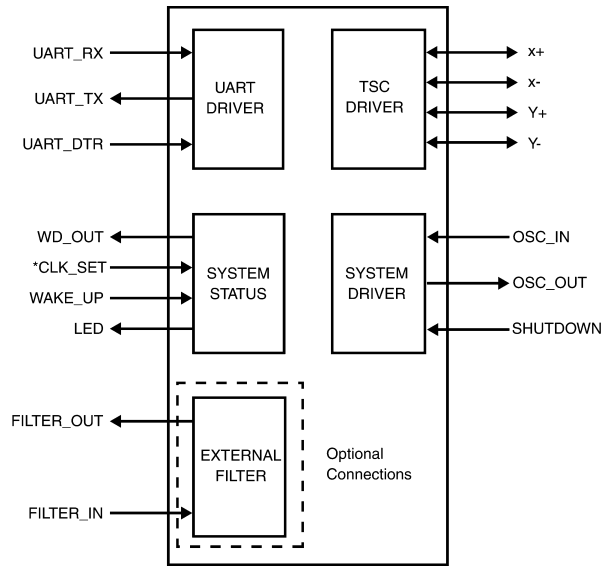 UART_RX
UART_TX
UART_DTR
UART
DRIVER
TSC
DRIVER
x+
x-
Y+
Y-
WD_OUT
*CLK_SET
WAKE_UP
LED
SYSTEM
STATUS
SYSTEM
DRIVER
OSC_IN
OSC_OUT
SHUTDOWN
FILTER_OUT
FILTER_IN
EXTERNAL
FILTER
Optional
Connections